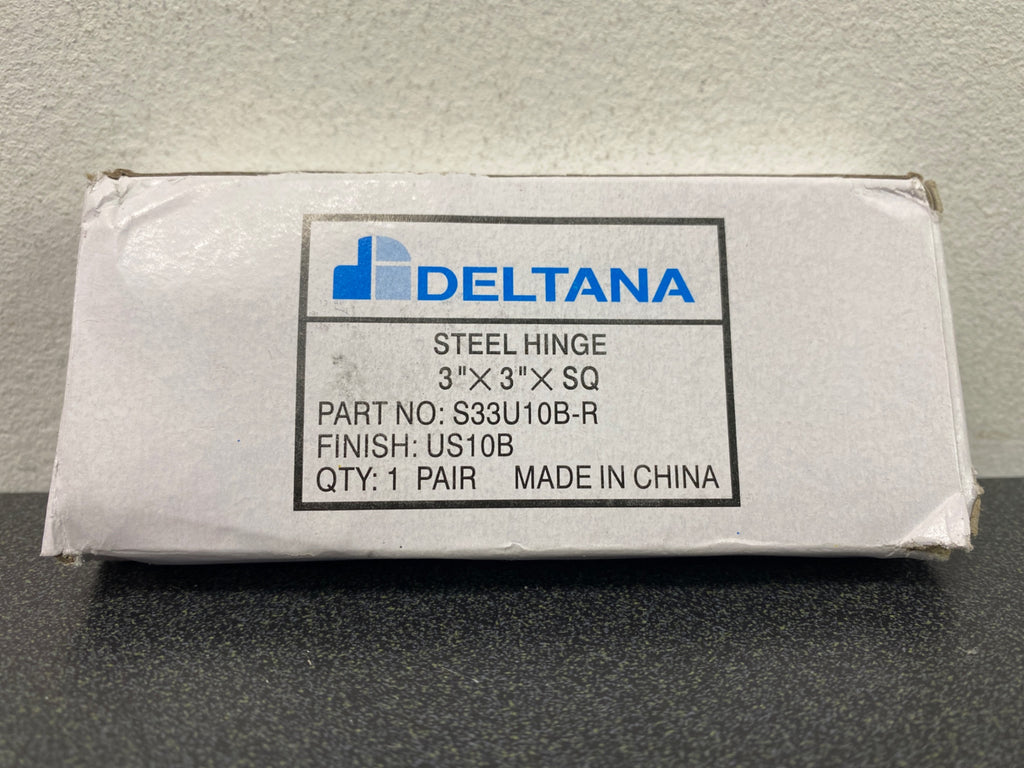 DELTANA
STEEL HINGE
3"× 3"× SQ
PART NO: S33U10B-R
FINISH: US10B
QTY: 1 PAIR MADE IN CHINA